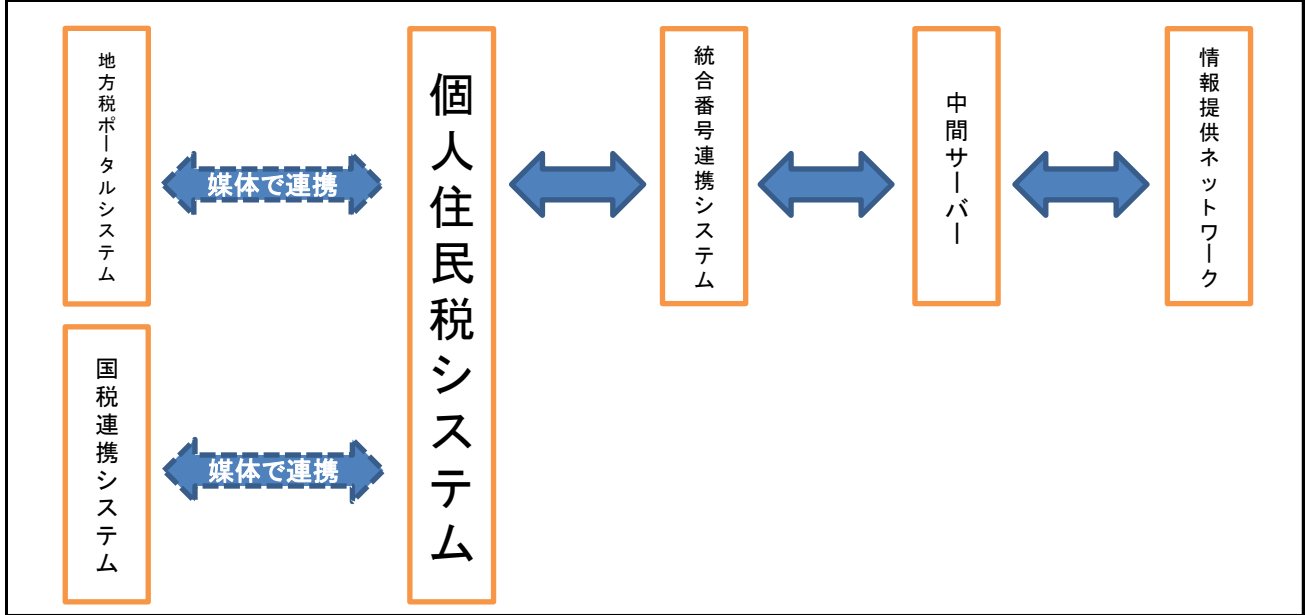 地方税ポータルシステム
媒体で連携
国税連携システム
媒体で連携
個人住民税システム
統合番号連携システム
中間サーバー
情報提供ネットワーク